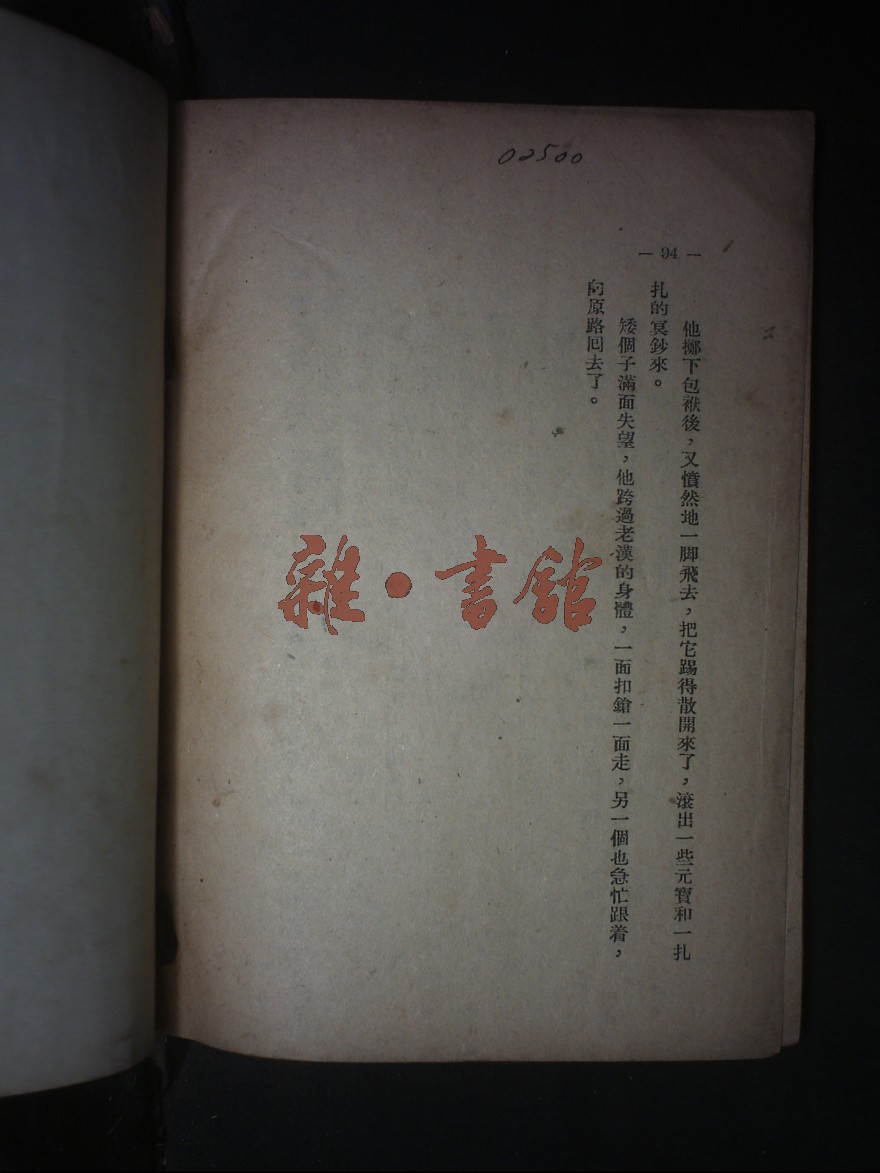 02500
— 94 —
他擲下包袱後，又憤然地一脚飛去，把它踢得散開來了，滾出一些元寶和一扎
扎的冥鈔來。
矮個子滿面失望，他跨過老漢的身體，一面扣鎗一面走，另一個也急忙跟着，
向原路回去了。
雜·書館